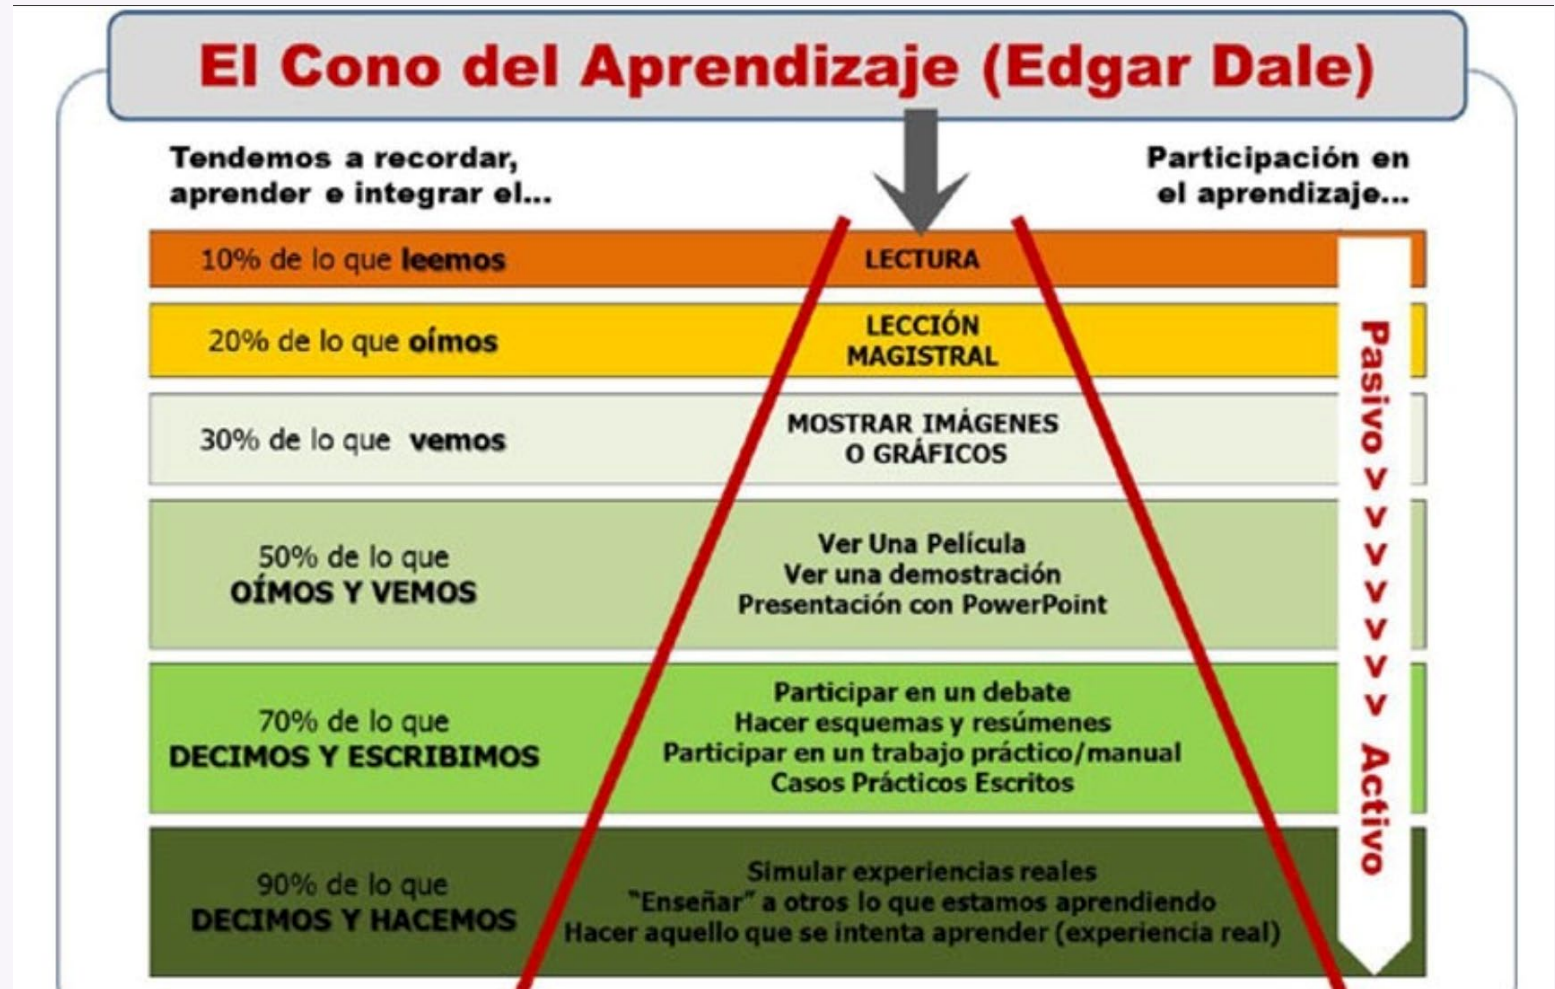 El Cono del Aprendizaje (Edgar Dale)
Tendemos a recordar,
aprender e integrar el...
Participación en
el aprendizaje...
10% de lo que leemos
LECTURA
20% de lo que oímos
LECCIÓN
MAGISTRAL
30% de lo que vemos
MOSTRAR IMÁGENES
O GRÁFICOS
50% de lo que
OÍMOS Y VEMOS
Ver Una Película
Ver una demostración
Presentación con PowerPoint
70% de lo que
DECIMOS Y ESCRIBIMOS
Participar en un debate
Hacer esquemas y resúmenes
Participar en un trabajo práctico/manual
Casos Prácticos Escritos
90% de lo que
DECIMOS Y HACEMOS
Simular experiencias reales
"Enseñar" a otros lo que estamos aprendiendo
Hacer aquello que se intenta aprender (experiencia real)
Pasivo > > > > > > > Activo